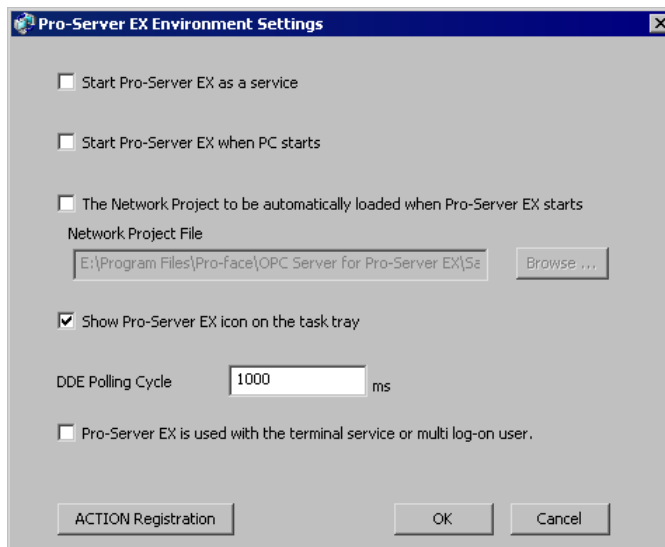 Pro-Server EX Environment Settings
Start Pro-Server EX as a service
Start Pro-Server EX when PC starts
The Network Project to be automatically loaded when Pro-Server EX starts
Network Project File
E:\Program Files\Pro-face\OPC Server for Pro-Server EX\Sa
Browse ...
Show Pro-Server EX icon on the task tray
DDE Polling Cycle 1000 ms
Pro-Server EX is used with the terminal service or multi log-on user.
ACTION Registration OK Cancel